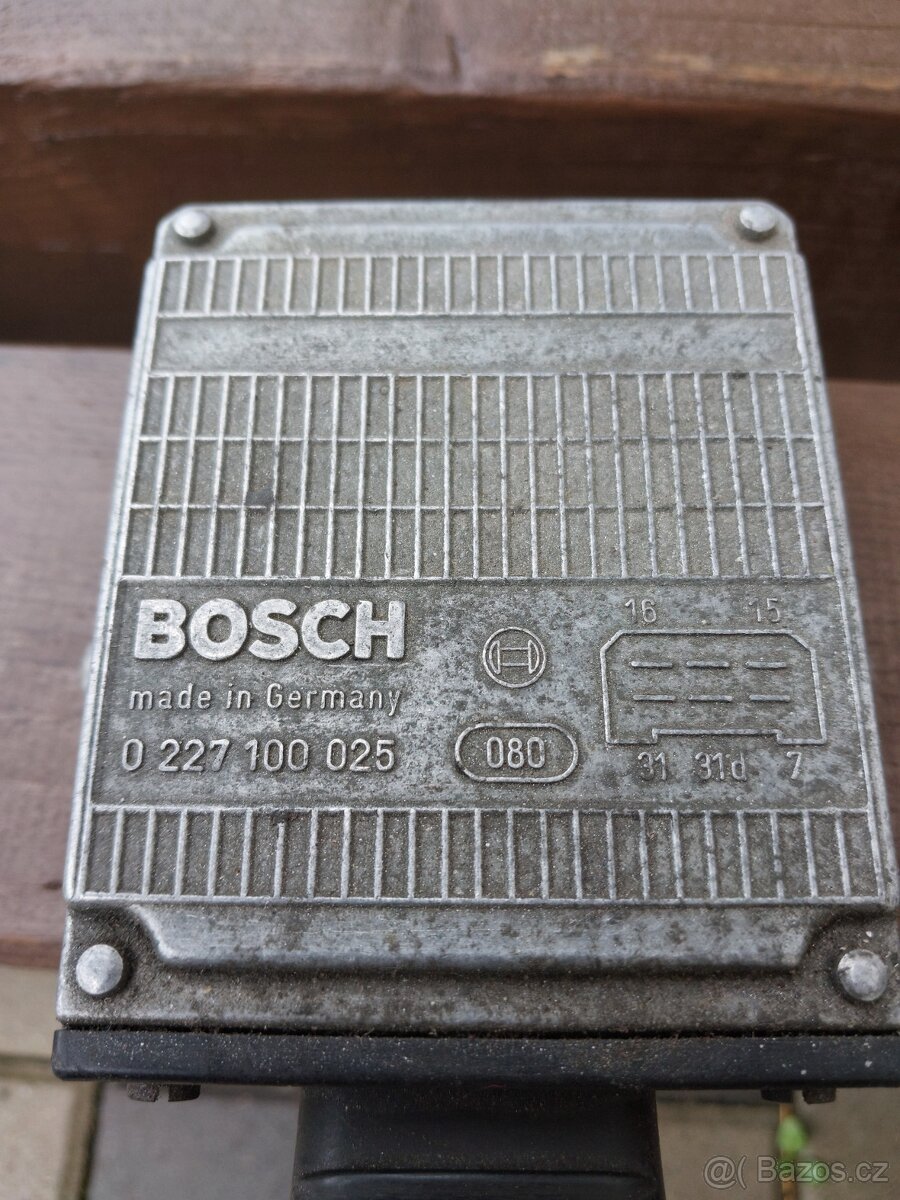 BOSCH
made in Germany
0 227 100 025
080
16 15
31 31d 7
@ Bazos.cz